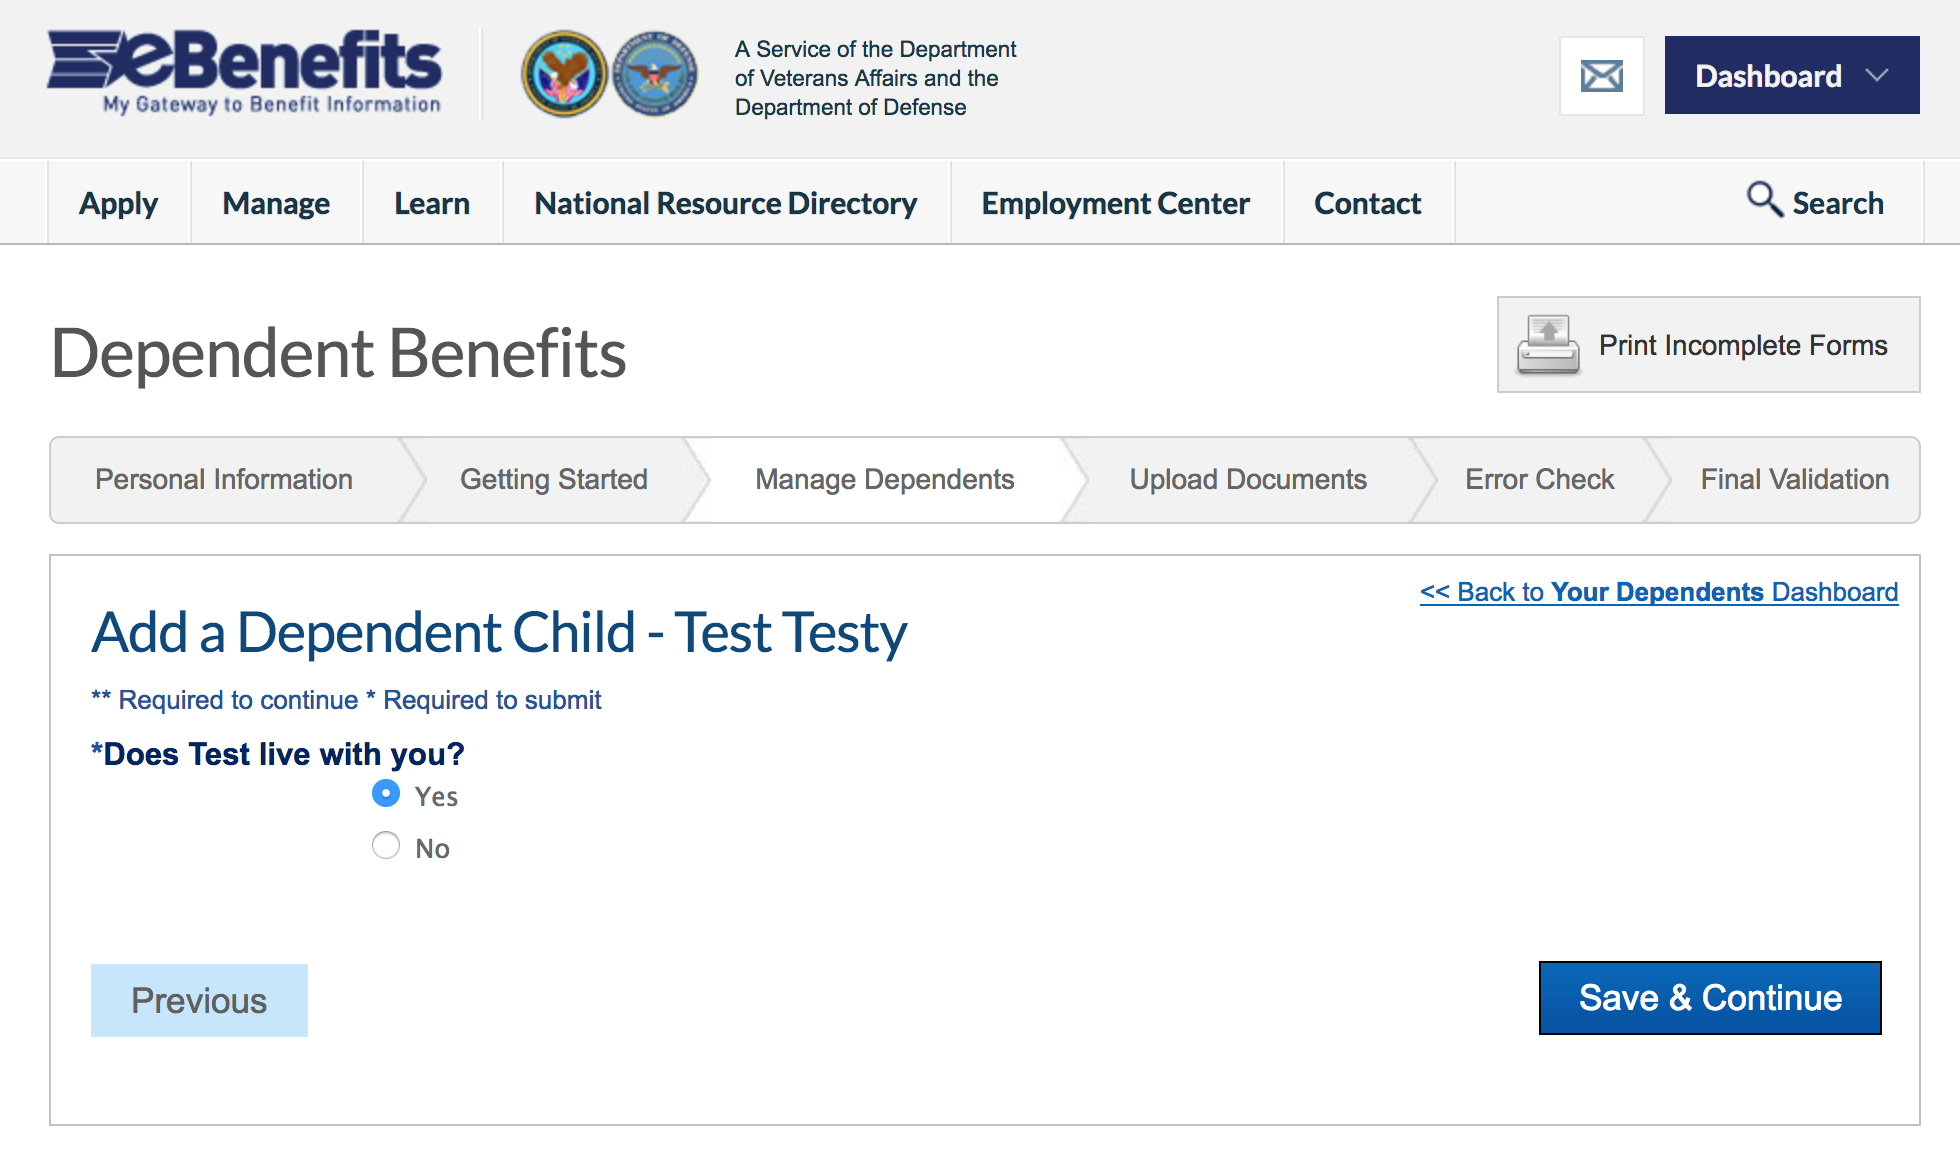 eBenefits
My Gateway to Benefit Information
A Service of the Department
of Veterans Affairs and the
Department of Defense
Dashboard
Apply
Manage
Learn
National Resource Directory
Employment Center
Contact
Search
Dependent Benefits
Print Incomplete Forms
Personal Information
Getting Started
Manage Dependents
Upload Documents
Error Check
Final Validation
<< Back to Your Dependents Dashboard
Add a Dependent Child - Test Testy
** Required to continue * Required to submit
*Does Test live with you?
Yes
No
Previous
Save & Continue